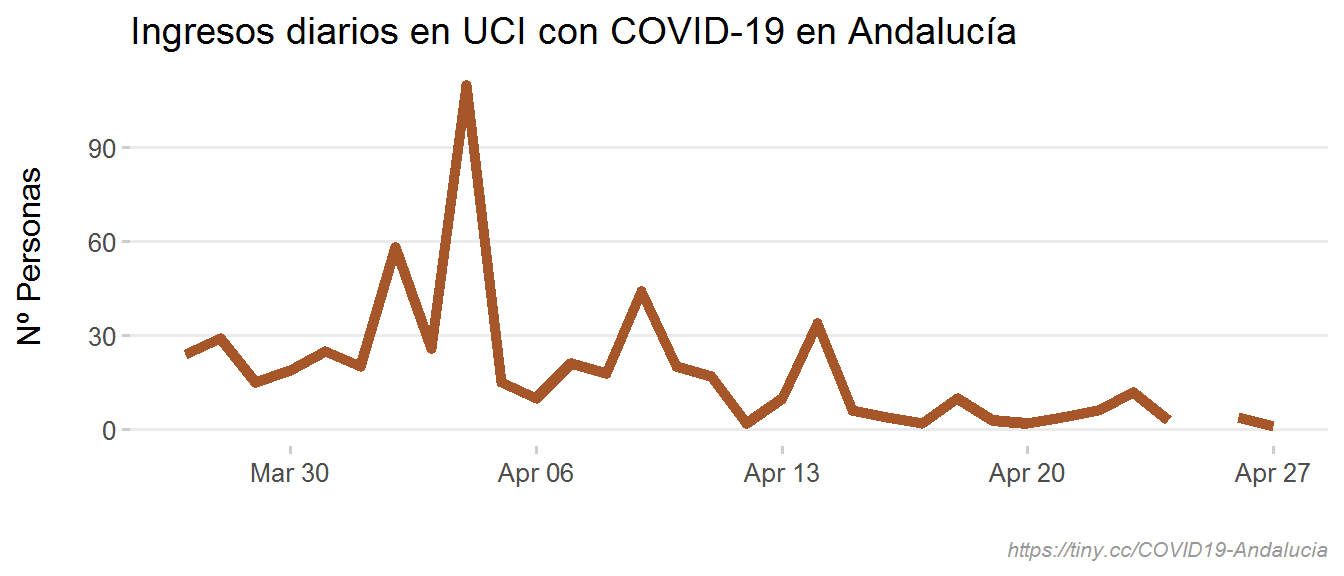 Ingresos diarios en UCI con COVID-19 en Andalucía
Nº Personas
90
60
30
0
Mar 30 Apr 06 Apr 13 Apr 20 Apr 27
https://tiny.cc/COVID19-Andalucia